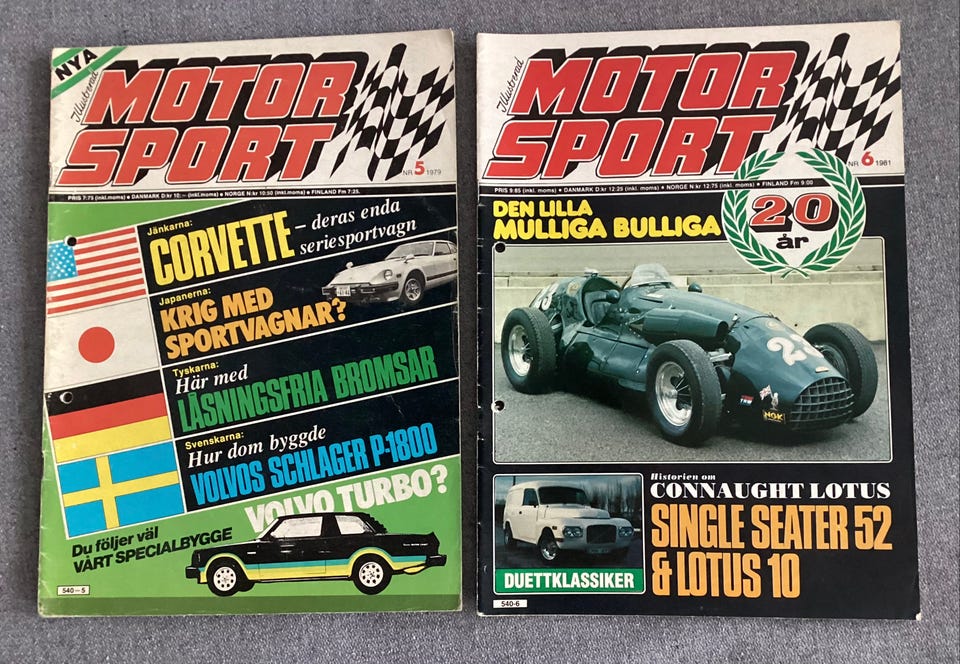 NYA
Illustrerad
MOTOR
SPORT
NR 5 1979
PRIS 7:75 (inkl. moms) ● DANMARK D:kr 10:– (inkl. moms) ● NORGE N:kr 10:50 (inkl. moms) ● FINLAND Fm 7:25.
Jänkarna:
CORVETTE – deras enda
seriesportvagn
Japanerna:
KRIG MED
SPORTVAGNAR?
Tyskarna:
Här med
LÅSNINGSFRIA BROMSAR
Svenskarna:
Hur dom byggde
VOLVOS SCHLAGER P-1800
VOLVO TURBO?
Du följer väl
VÅRT SPECIALBYGGE
540–5
Illustrerad
MOTOR
SPORT
NR 6 1981
PRIS 9:85 (inkl. moms) ● DANMARK D:kr 12:25 (inkl. moms) ● NORGE N:kr 12:75 (inkl. moms) ● FINLAND Fm 9:00
DEN LILLA
MULLIGA BULLIGA
20
år
NGK
Historien om
CONNAUGHT LOTUS
SINGLE SEATER 52
& LOTUS 10
DUETTKLASSIKER
540-6